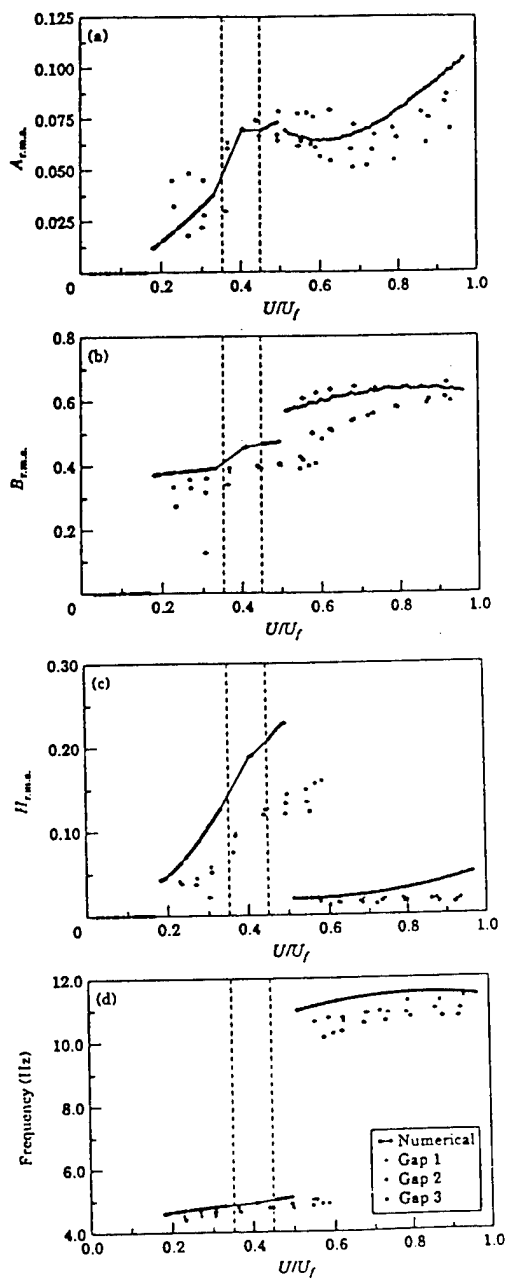 (a)
0.125
0.100
0.075
0.050
0.025
0
A r.m.s.
0.2 0.4 0.6 0.8 1.0
U/U_f
(b)
0.8
0.6
0.4
0.2
0
B r.m.s.
0.2 0.4 0.6 0.8 1.0
U/U_f
(c)
0.30
0.20
0.10
0
H r.m.s.
0.2 0.4 0.6 0.8 1.0
U/U_f
(d)
12.0
10.0
8.0
6.0
4.0
Frequency (Hz)
Numerical
Gap 1
Gap 2
Gap 3
0.0 0.2 0.4 0.6 0.8 1.0
U/U_f